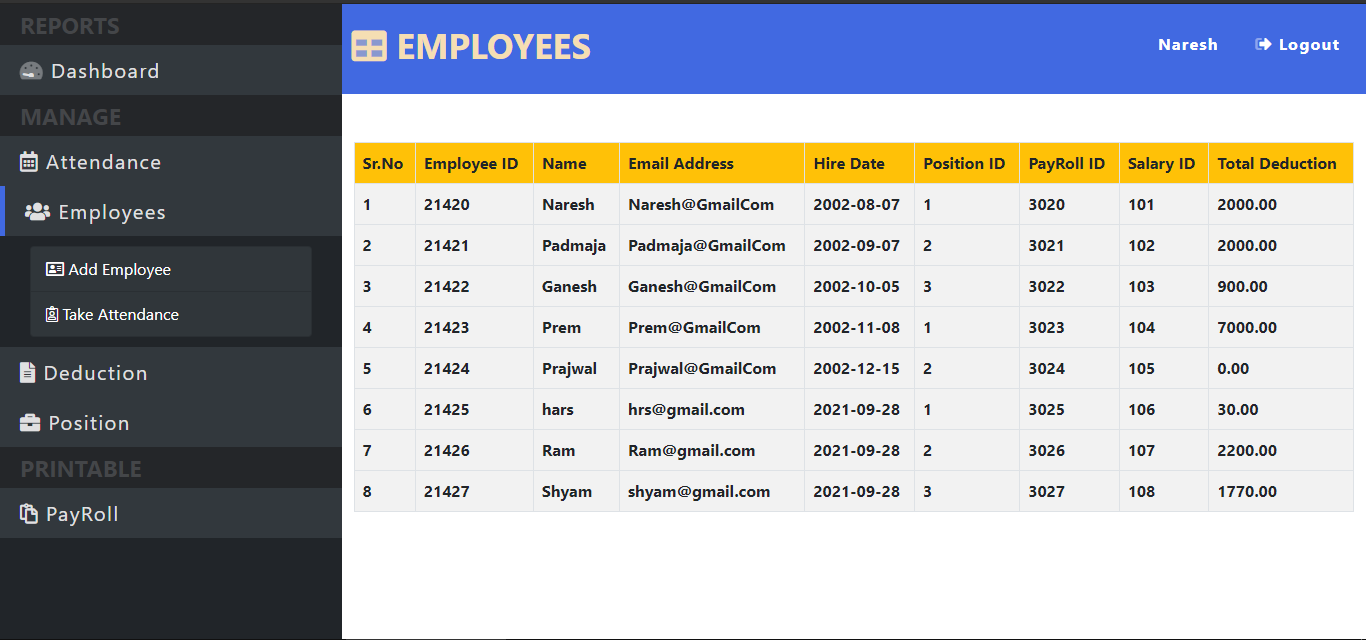 REPORTS
Dashboard
MANAGE
Attendance
Employees
Add Employee
Take Attendance
Deduction
Position
PRINTABLE
PayRoll
EMPLOYEES
Naresh Logout
Sr.No Employee ID Name Email Address Hire Date Position ID PayRoll ID Salary ID Total Deduction
1 21420 Naresh Naresh@GmailCom 2002-08-07 1 3020 101 2000.00
2 21421 Padmaja Padmaja@GmailCom 2002-09-07 2 3021 102 2000.00
3 21422 Ganesh Ganesh@GmailCom 2002-10-05 3 3022 103 900.00
4 21423 Prem Prem@GmailCom 2002-11-08 1 3023 104 7000.00
5 21424 Prajwal Prajwal@GmailCom 2002-12-15 2 3024 105 0.00
6 21425 hars hrs@gmail.com 2021-09-28 1 3025 106 30.00
7 21426 Ram Ram@gmail.com 2021-09-28 2 3026 107 2200.00
8 21427 Shyam shyam@gmail.com 2021-09-28 3 3027 108 1770.00